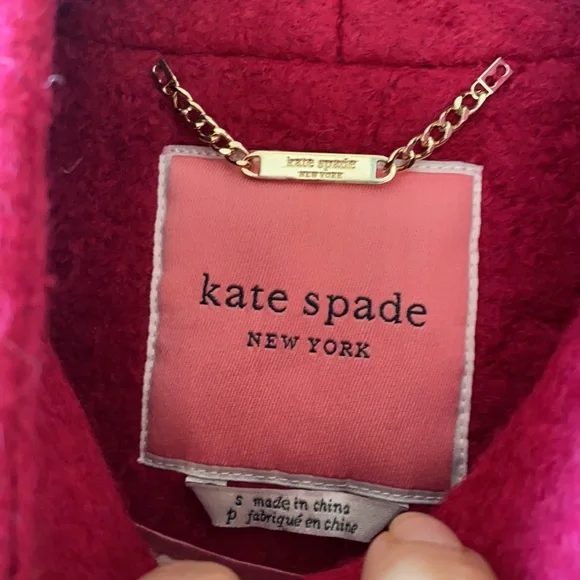 kate spade
NEW YORK
kate spade
NEW YORK
S made in china
P fabriqué en chine